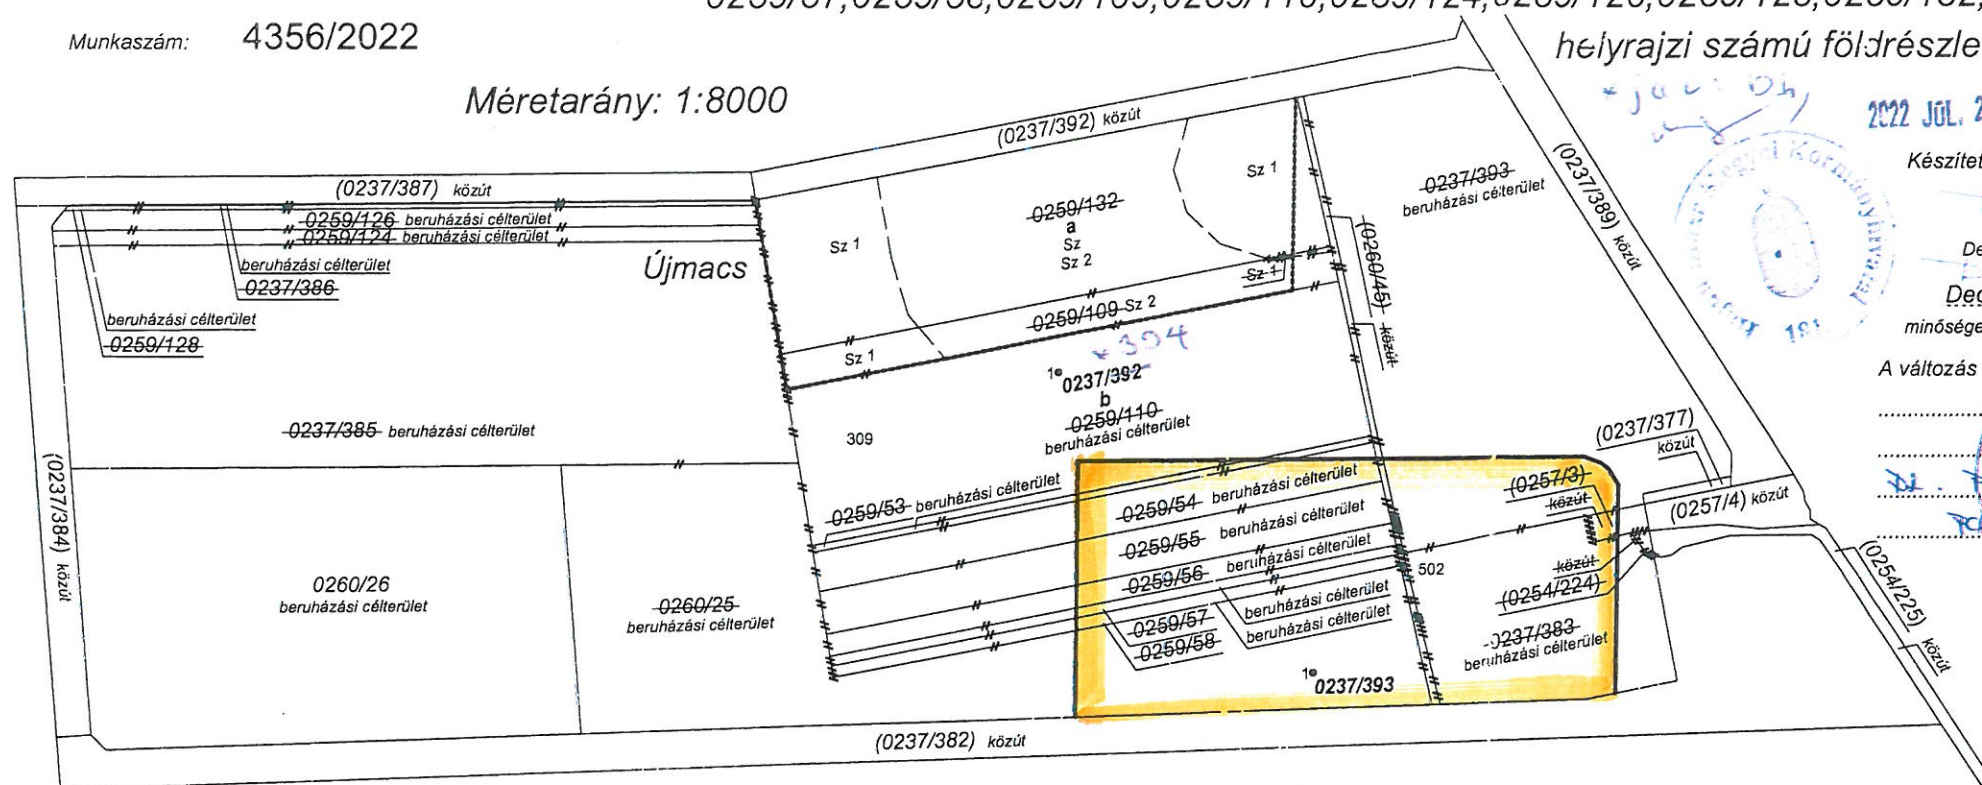 Munkaszám: 4356/2022
helyrajzi számú földrészle
Méretarány: 1:8000
2022 JÚL. 2
Készítet
(0237/392) közút
(0237/387) közút
(0237/389) közút
0237/393
beruházási célterület
0259/126 beruházási célterület
0259/124 beruházási célterület
beruházási célterület
0237/386
beruházási célterület
0259/128
Újmacs
Sz 1
0259/132
a
Sz
Sz 2
Sz 1
Sz 1
0259/109 Sz 2
Sz 1
(0260/45) közút
De
minősége
A változás
394
1
0237/392
b
0259/110
beruházási célterület
309
0237/385 beruházási célterület
(0237/384) közút
(0237/377)
közút
(0257/3)
közút
(0257/4) közút
0259/53 beruházási célterület
0259/54 beruházási célterület
0259/55 beruházási célterület
0259/56 beruházási célterület
0259/57 beruházási célterület
0259/58 beruházási célterület
502
közút
(0254/224)
0237/383
beruházási célterület
1
0237/393
0260/26
beruházási célterület
0260/25
beruházási célterület
(0254/225) közút
(0237/382) közút